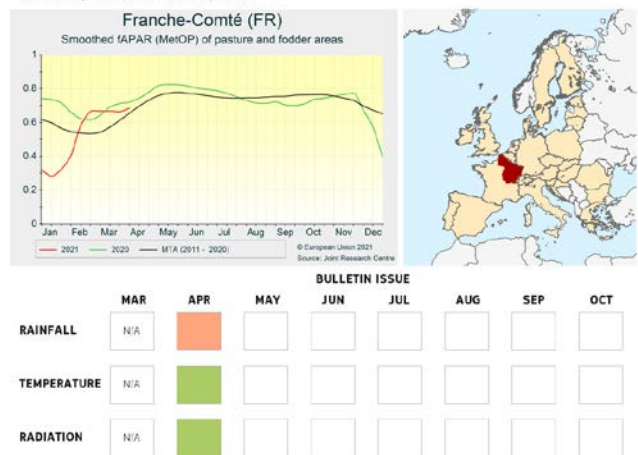 Franche-Comté (FR)
Smoothed fAPAR (MetOP) of pasture and fodder areas
1
0.8
0.6
0.4
0.2
0
Jan Feb Mar Apr May Jun Jul Aug Sep Oct Nov Dec
2021 2020 MTA (2011 - 2020)
© European Union 2021
Source: Joint Research Centre
BULLETIN ISSUE
MAR APR MAY JUN JUL AUG SEP OCT
RAINFALL N/A
TEMPERATURE N/A
RADIATION N/A